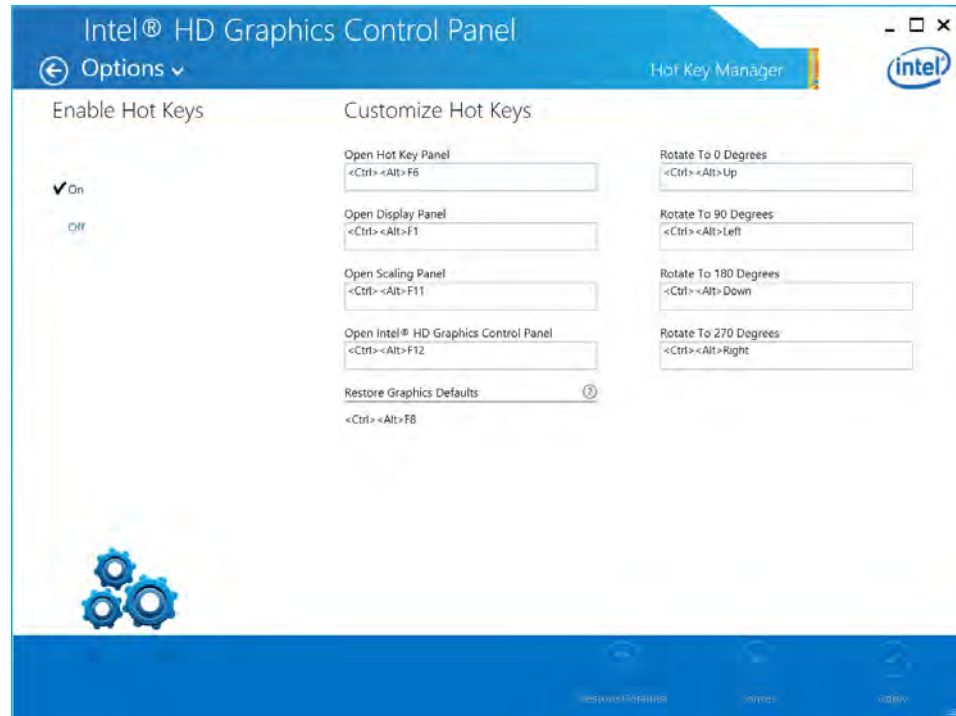 Intel® HD Graphics Control Panel
Options
Hot Key Manager
intel
Enable Hot Keys
On
Off
Customize Hot Keys
Open Hot Key Panel
<Ctrl><Alt>F6
Open Display Panel
<Ctrl><Alt>F1
Open Scaling Panel
<Ctrl><Alt>F11
Open Intel® HD Graphics Control Panel
<Ctrl><Alt>F12
Restore Graphics Defaults
<Ctrl><Alt>F8
Rotate To 0 Degrees
<Ctrl><Alt>Up
Rotate To 90 Degrees
<Ctrl><Alt>Left
Rotate To 180 Degrees
<Ctrl><Alt>Down
Rotate To 270 Degrees
<Ctrl><Alt>Right